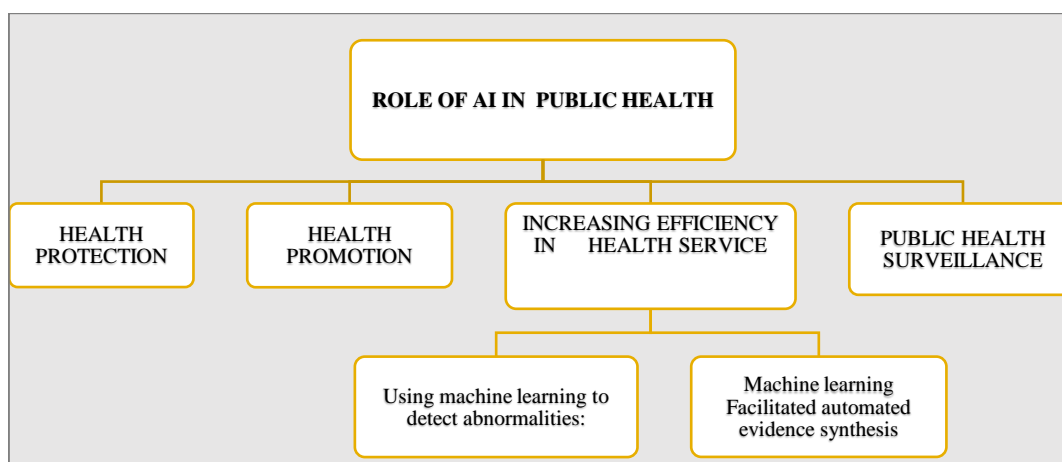 ROLE OF AI IN PUBLIC HEALTH
HEALTH
PROTECTION
HEALTH
PROMOTION
INCREASING EFFICIENCY
IN HEALTH SERVICE
PUBLIC HEALTH
SURVEILLANCE
Using machine learning to
detect abnormalities:
Machine learning
Facilitated automated
evidence synthesis